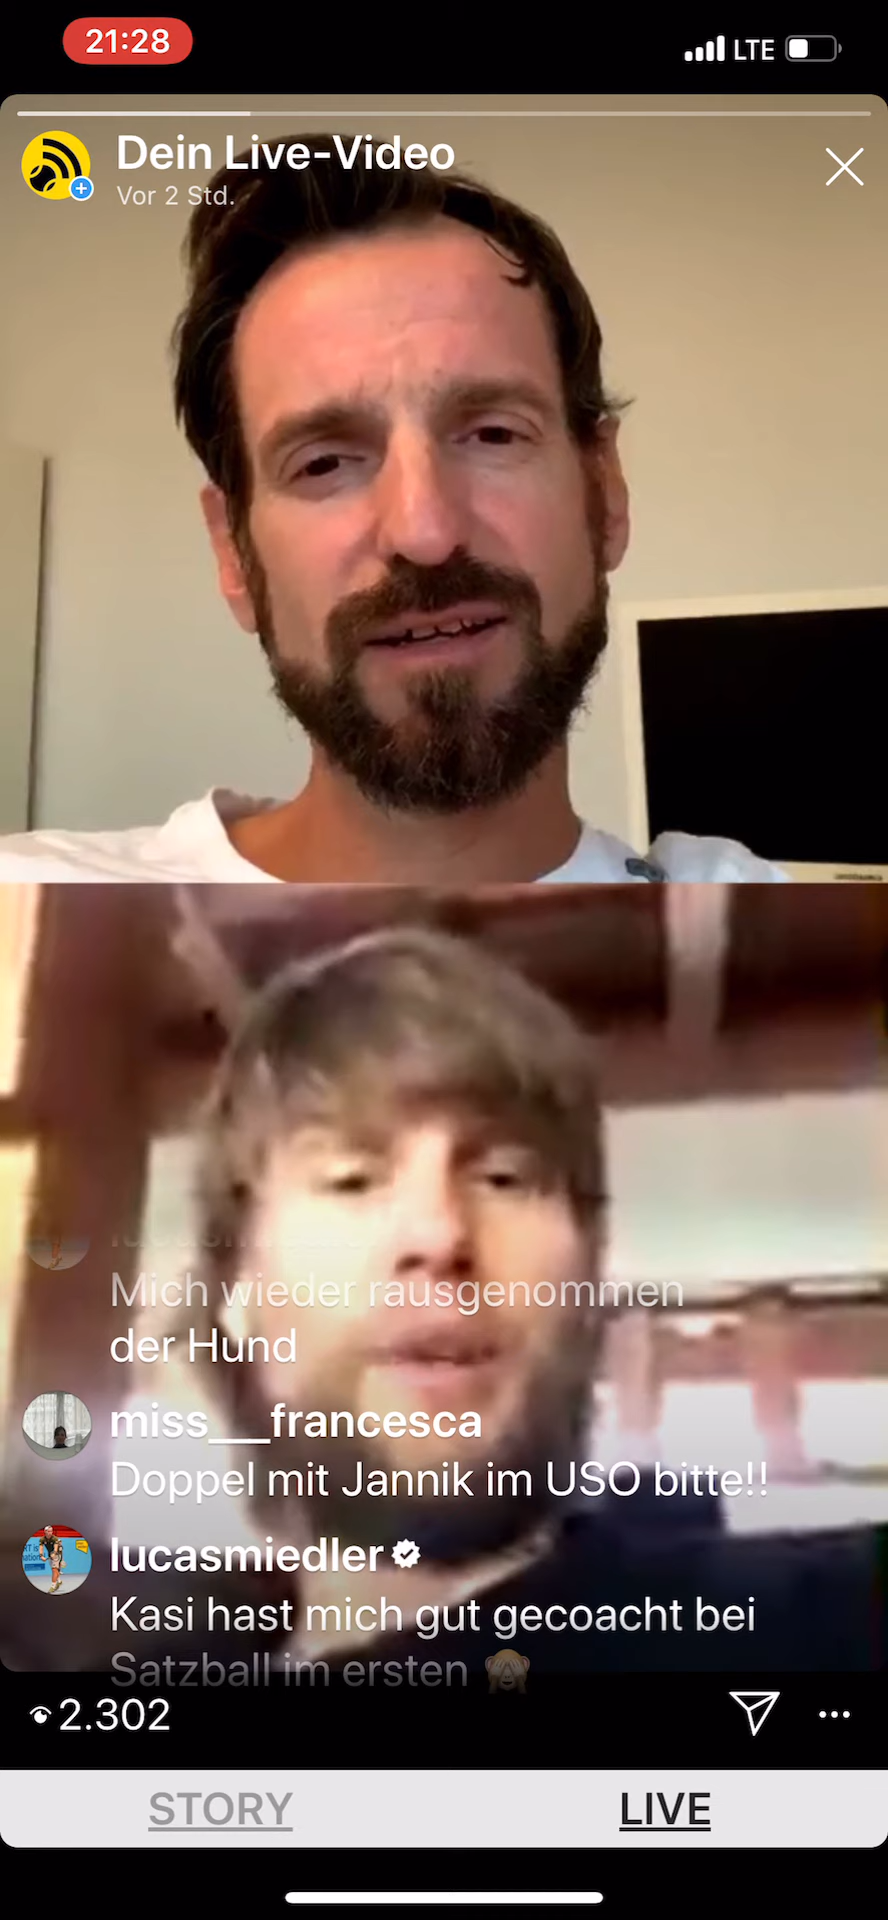 21:28
LTE
Dein Live-Video
Vor 2 Std.
Mich wieder rausgenommen
der Hund
miss___francesca
Doppel mit Jannik im USO bitte!!
lucasmiedler
Kasi hast mich gut gecoacht bei
Satzball im ersten 🙈
2.302
STORY
LIVE